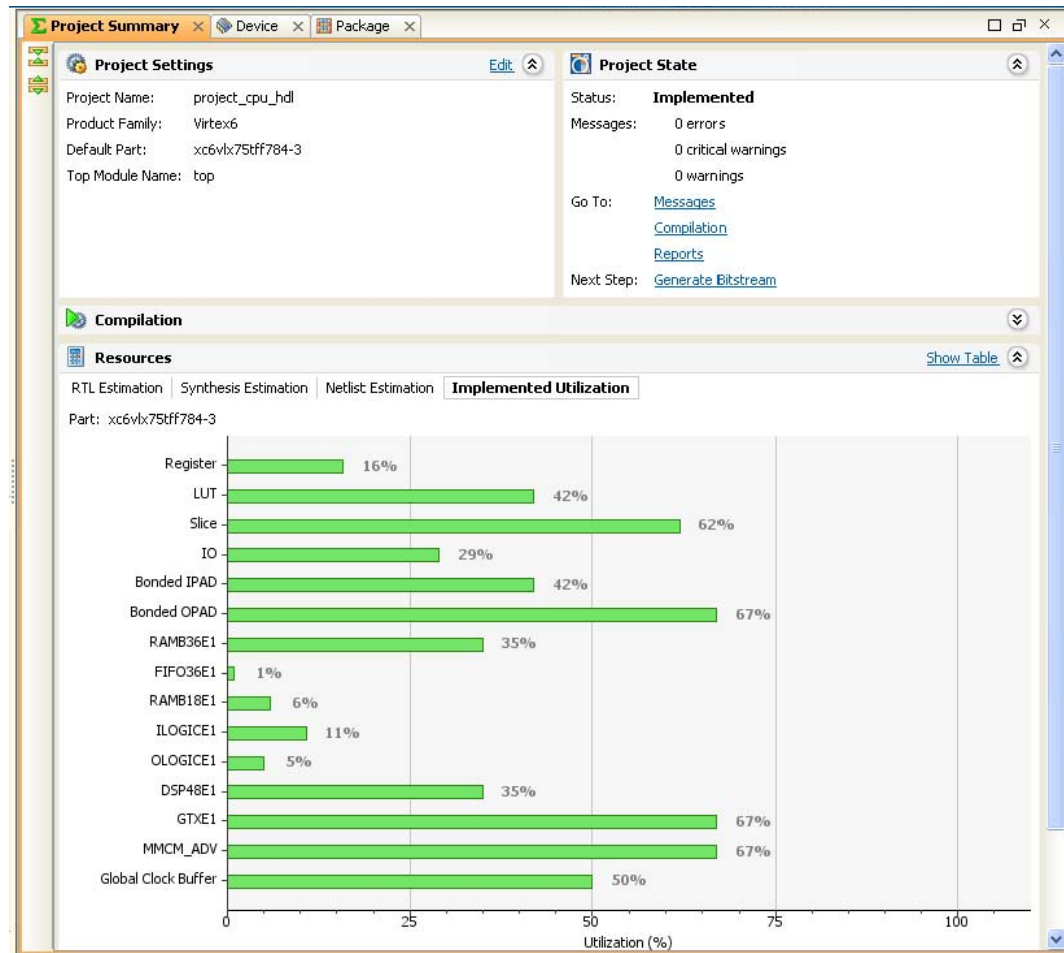 Project Summary Device Package
Project Settings Edit
Project Name: project_cpu_hdl
Product Family: Virtex6
Default Part: xc6vlx75tff784-3
Top Module Name: top
Project State
Status: Implemented
Messages: 0 errors
0 critical warnings
0 warnings
Go To: Messages
Compilation
Reports
Next Step: Generate Bitstream
Compilation
Resources Show Table
RTL Estimation Synthesis Estimation Netlist Estimation Implemented Utilization
Part: xc6vlx75tff784-3
Register 16%
LUT 42%
Slice 62%
IO 29%
Bonded IPAD 42%
Bonded OPAD 67%
RAMB36E1 35%
FIFO36E1 1%
RAMB18E1 6%
ILOGICE1 11%
OLOGICE1 5%
DSP48E1 35%
GTXE1 67%
MMCM_ADV 67%
Global Clock Buffer 50%
0 25 50 75 100
Utilization (%)